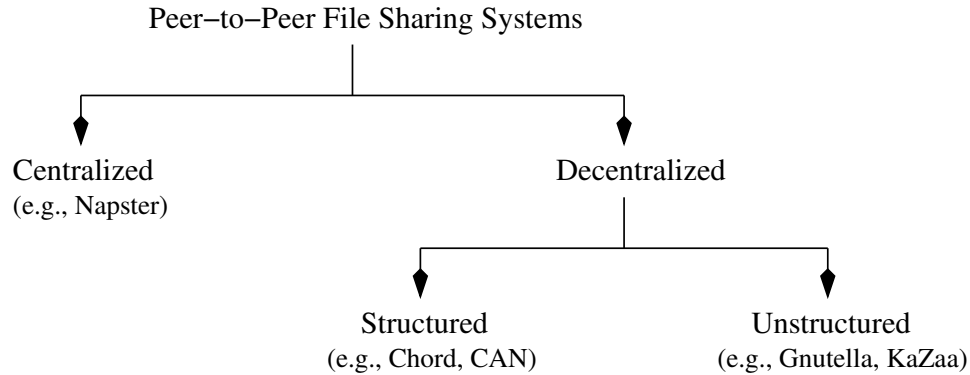 Peer−to−Peer File Sharing Systems
Centralized
(e.g., Napster)
Decentralized
Structured
(e.g., Chord, CAN)
Unstructured
(e.g., Gnutella, KaZaa)